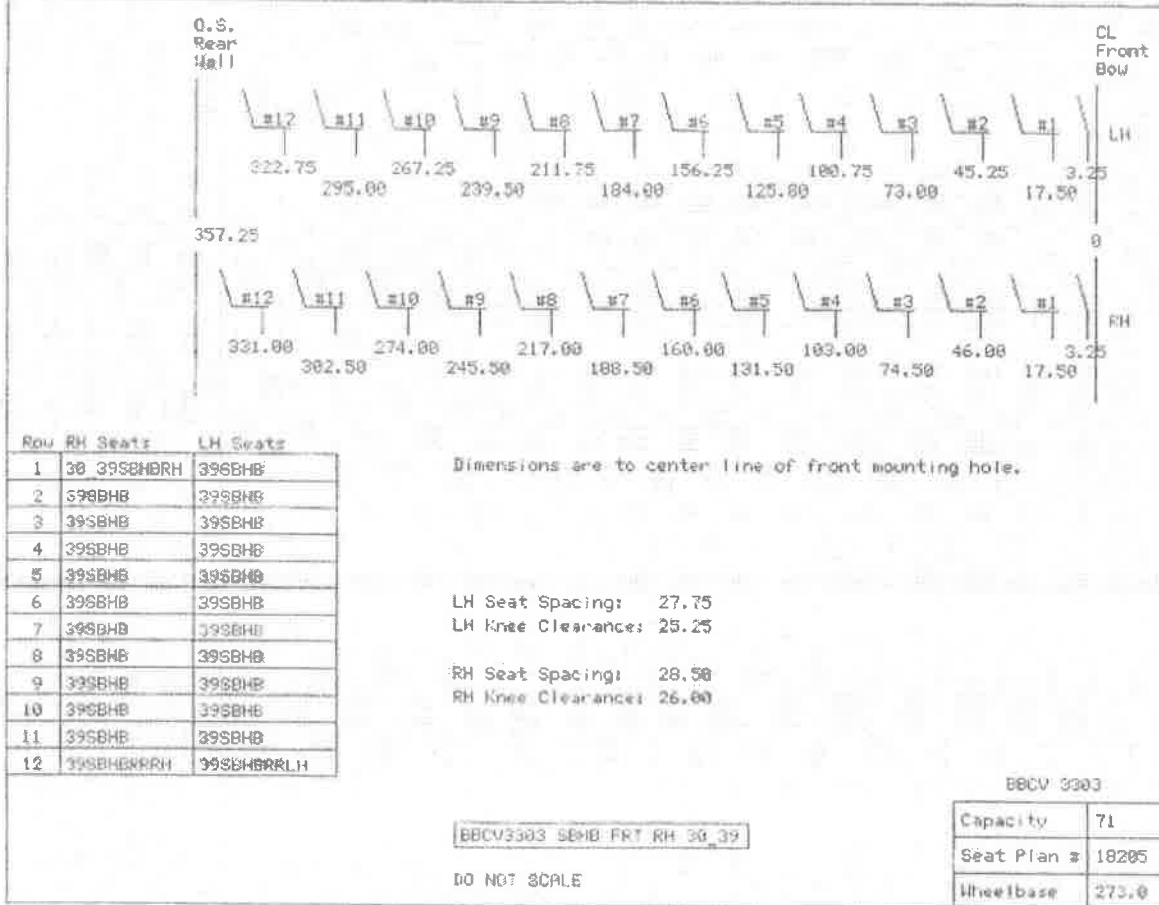 O.S.
Rear
Wall
CL
Front
Bow
#12 #11 #10 #9 #8 #7 #6 #5 #4 #3 #2 #1 LH
322.75 267.25 211.75 156.25 100.75 45.25 3.25
295.00 239.50 184.00 125.80 73.00 17.50
357.25 0
#12 #11 #10 #9 #8 #7 #6 #5 #4 #3 #2 #1 RH
331.00 274.00 217.00 160.00 103.00 46.00 3.25
302.50 245.50 188.50 131.50 74.50 17.50
Row RH Seats LH Seats
1 30_39SBHBRH 39SBHB
2 39SBHB 39SBHB
3 39SBHB 39SBHB
4 39SBHB 39SBHB
5 39SBHB 39SBHB
6 39SBHB 39SBHB
7 39SBHB 39SBHB
8 39SBHB 39SBHB
9 39SBHB 39SBHB
10 39SBHB 39SBHB
11 39SBHB 39SBHB
12 39SBHBRRRH 39SBHBRRLH
Dimensions are to center line of front mounting hole.
LH Seat Spacing: 27.75
LH Knee Clearance: 25.25
RH Seat Spacing: 28.50
RH Knee Clearance: 26.00
BBCV3303 SBHB FRT RH 30_39
DO NOT SCALE
BBCV 3303
Capacity 71
Seat Plan # 18205
Wheelbase 273.0